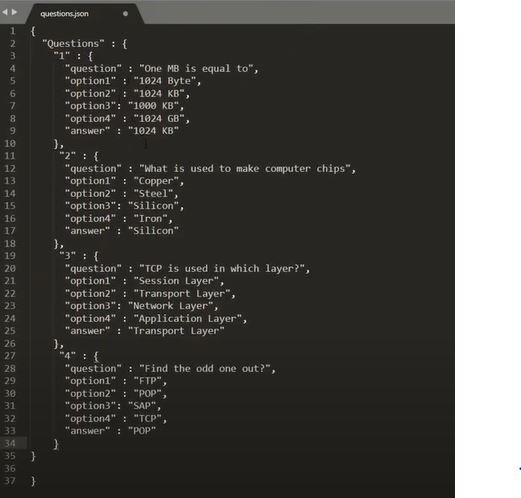 questions.json
1 {
2 "Questions" : {
3 "1" : {
4 "question" : "One MB is equal to",
5 "option1" : "1024 Byte",
6 "option2" : "1024 KB",
7 "option3": "1000 KB",
8 "option4" : "1024 GB",
9 "answer" : "1024 KB"
10 },
11 "2" : {
12 "question" : "What is used to make computer chips",
13 "option1" : "Copper",
14 "option2" : "Steel",
15 "option3": "Silicon",
16 "option4" : "Iron",
17 "answer" : "Silicon"
18 },
19 "3" : {
20 "question" : "TCP is used in which layer?",
21 "option1" : "Session Layer",
22 "option2" : "Transport Layer",
23 "option3": "Network Layer",
24 "option4" : "Application Layer",
25 "answer" : "Transport Layer"
26 },
27 "4" : {
28 "question" : "Find the odd one out?",
29 "option1" : "FTP",
30 "option2" : "POP",
31 "option3": "SAP",
32 "option4" : "TCP",
33 "answer" : "POP"
34 }
35 }
36
37 }